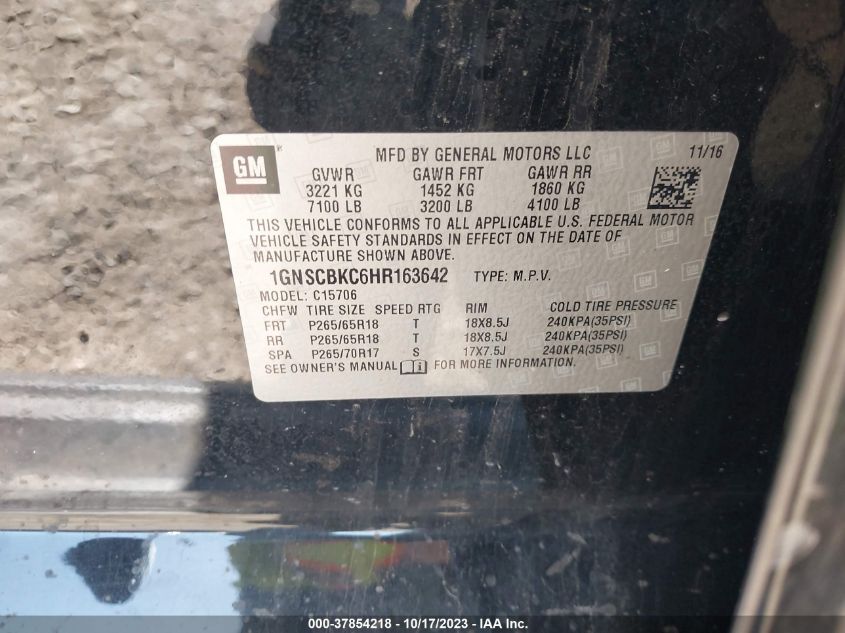 GM
MFD BY GENERAL MOTORS LLC 11/16
GVWR GAWR FRT GAWR RR
3221 KG 1452 KG 1860 KG
7100 LB 3200 LB 4100 LB
THIS VEHICLE CONFORMS TO ALL APPLICABLE U.S. FEDERAL MOTOR
VEHICLE SAFETY STANDARDS IN EFFECT ON THE DATE OF
MANUFACTURE SHOWN ABOVE.
1GNSCBKC6HR163642 TYPE: M.P.V.
MODEL: C15706
CHFW TIRE SIZE SPEED RTG RIM COLD TIRE PRESSURE
FRT P265/65R18 T 18X8.5J 240KPA(35PSI)
RR P265/65R18 T 18X8.5J 240KPA(35PSI)
SPA P265/70R17 S 17X7.5J 240KPA(35PSI)
SEE OWNER'S MANUAL FOR MORE INFORMATION.
000-37854218 - 10/17/2023 - IAA Inc.